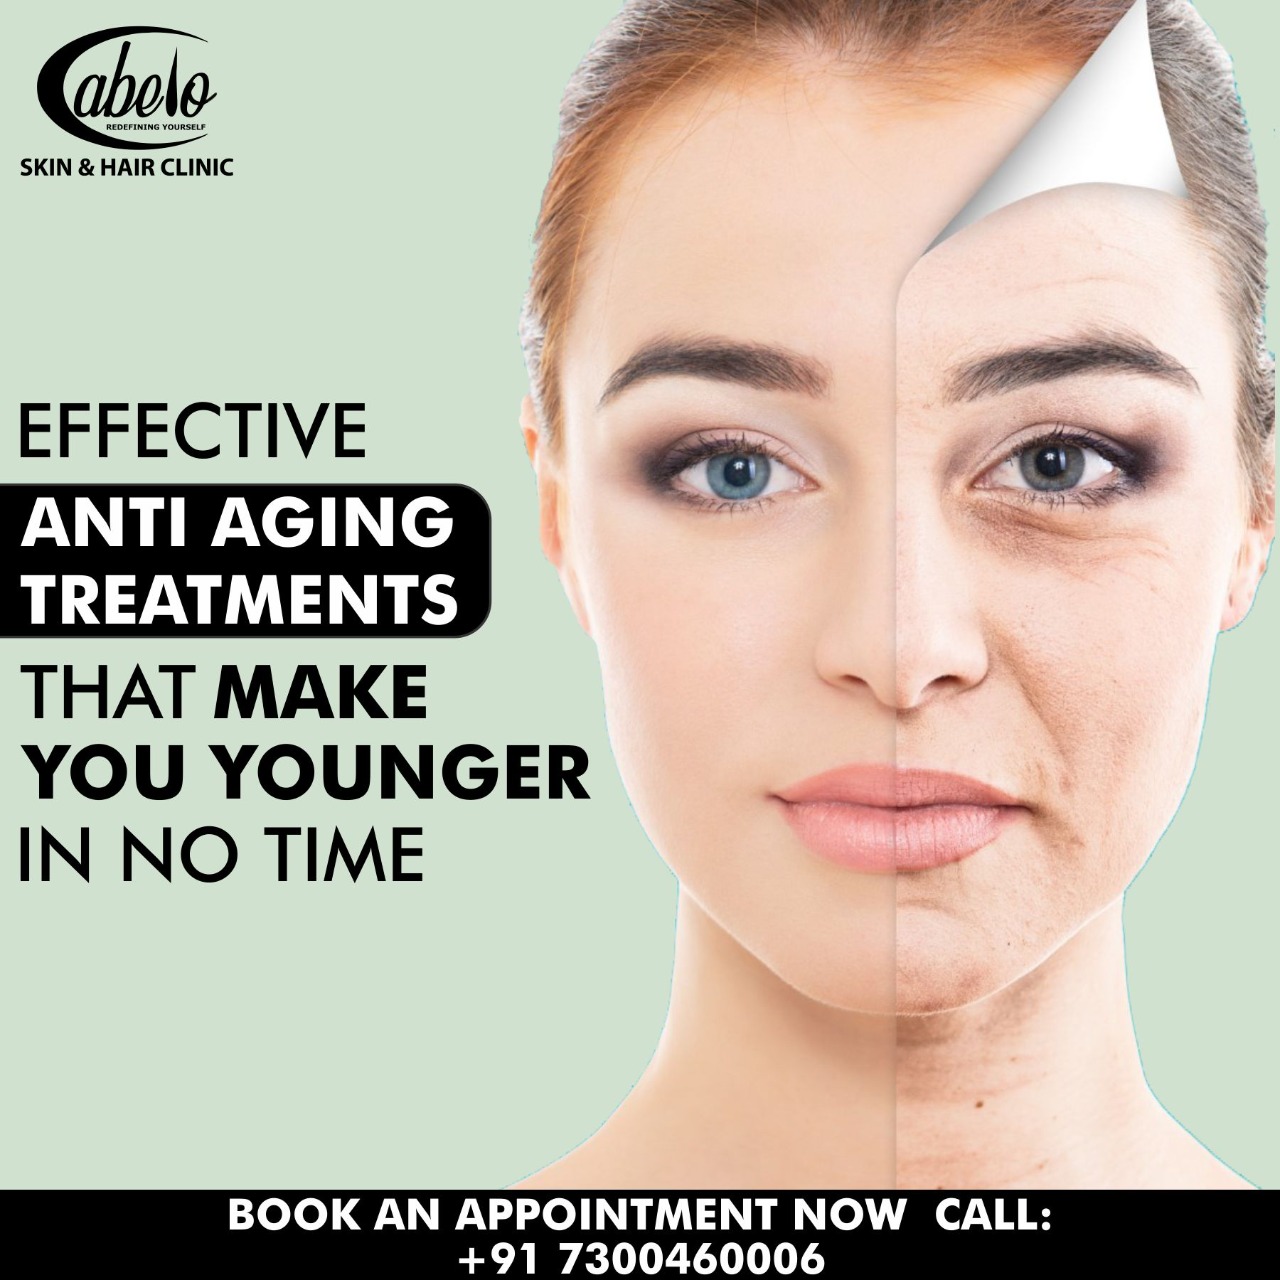 Cabelo
REDEFINING YOURSELF
SKIN & HAIR CLINIC
EFFECTIVE
ANTI AGING
TREATMENTS
THAT MAKE
YOU YOUNGER
IN NO TIME
BOOK AN APPOINTMENT NOW CALL:
+91 7300460006